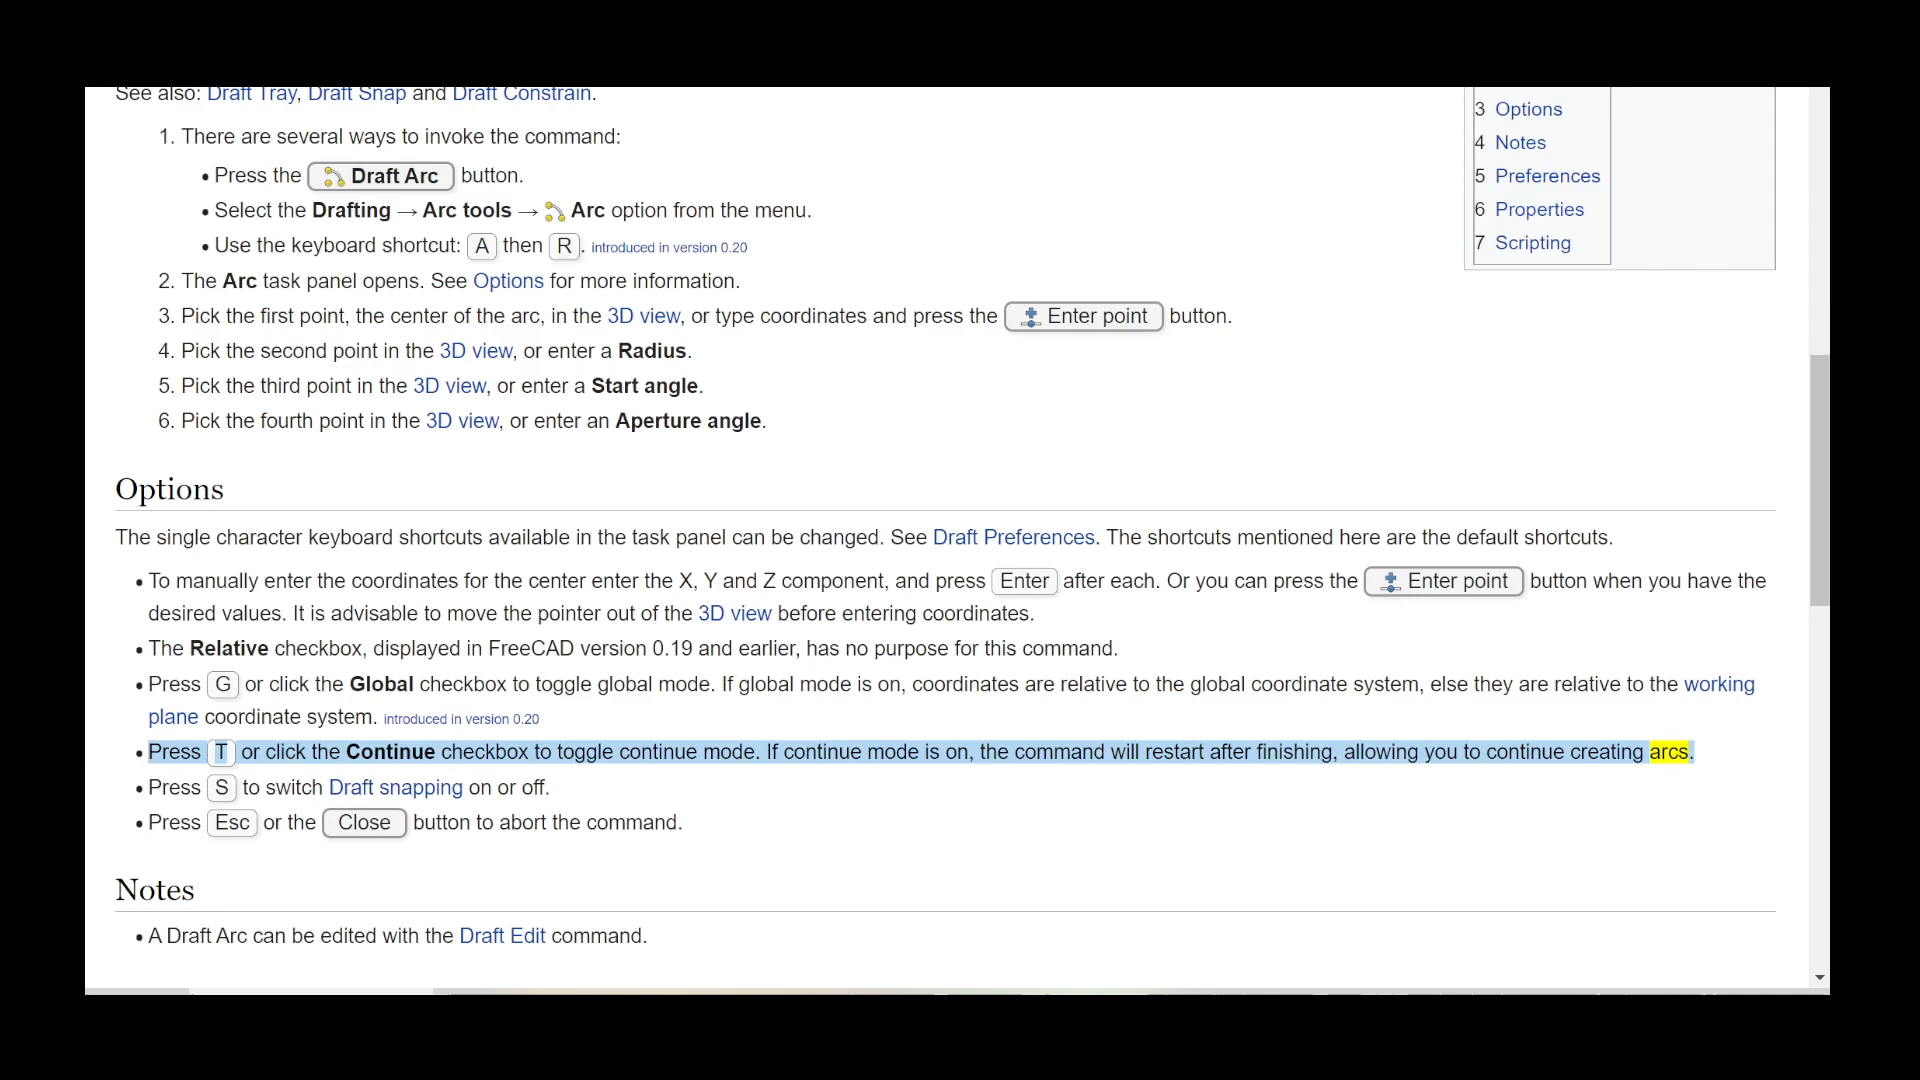 See also: Draft Tray, Draft Snap and Draft Constrain.
1. There are several ways to invoke the command:
• Press the Draft Arc button.
• Select the Drafting → Arc tools → Arc option from the menu.
• Use the keyboard shortcut: A then R. introduced in version 0.20
2. The Arc task panel opens. See Options for more information.
3. Pick the first point, the center of the arc, in the 3D view, or type coordinates and press the Enter point button.
4. Pick the second point in the 3D view, or enter a Radius.
5. Pick the third point in the 3D view, or enter a Start angle.
6. Pick the fourth point in the 3D view, or enter an Aperture angle.
3 Options
4 Notes
5 Preferences
6 Properties
7 Scripting
Options
The single character keyboard shortcuts available in the task panel can be changed. See Draft Preferences. The shortcuts mentioned here are the default shortcuts.
• To manually enter the coordinates for the center enter the X, Y and Z component, and press Enter after each. Or you can press the Enter point button when you have the
desired values. It is advisable to move the pointer out of the 3D view before entering coordinates.
• The Relative checkbox, displayed in FreeCAD version 0.19 and earlier, has no purpose for this command.
• Press G or click the Global checkbox to toggle global mode. If global mode is on, coordinates are relative to the global coordinate system, else they are relative to the working
plane coordinate system. introduced in version 0.20
• Press T or click the Continue checkbox to toggle continue mode. If continue mode is on, the command will restart after finishing, allowing you to continue creating arcs.
• Press S to switch Draft snapping on or off.
• Press Esc or the Close button to abort the command.
Notes
• A Draft Arc can be edited with the Draft Edit command.